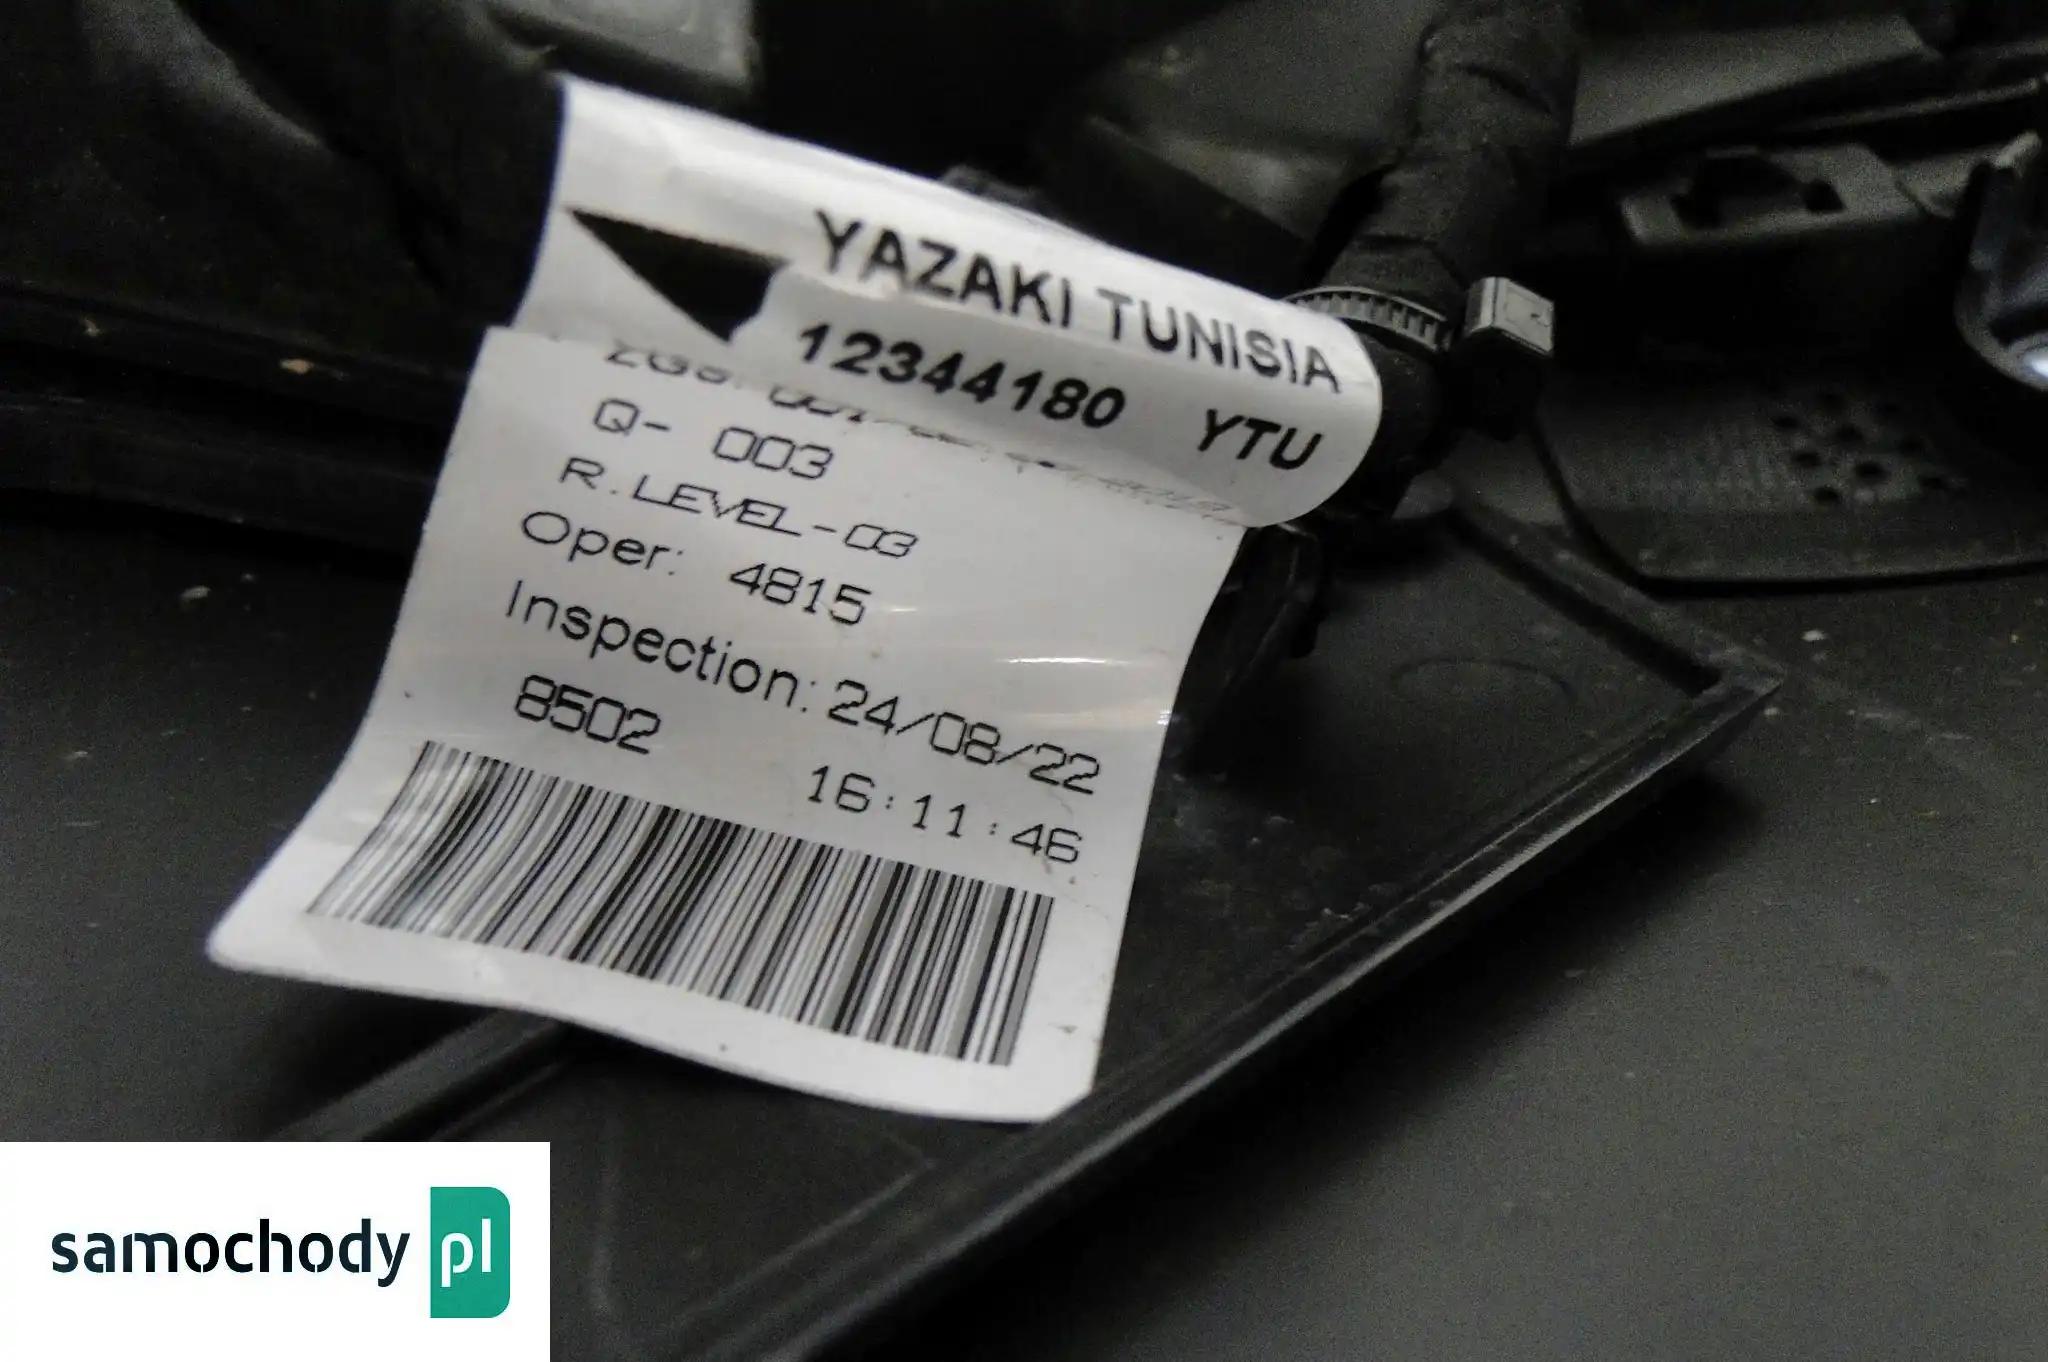 YAZAKI TUNISIA
12344180 YTU
Q- 003
R.LEVEL-03
Oper: 4815
Inspection: 24/08/22
8502 16:11:46
samochody pl